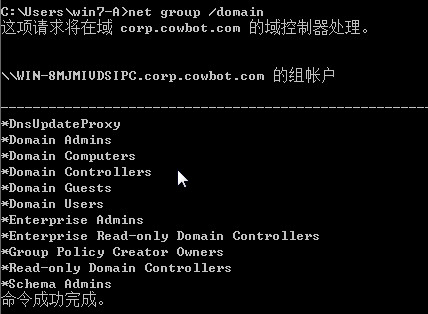 C:\Users\win7-A>net group /domain
这项请求将在域 corp.cowbot.com 的域控制器处理。
\\WIN-8MJMIVDSIPC.corp.cowbot.com 的组帐户
-------------------------------------------------------------------------------
*DnsUpdateProxy
*Domain Admins
*Domain Computers
*Domain Controllers
*Domain Guests
*Domain Users
*Enterprise Admins
*Enterprise Read-only Domain Controllers
*Group Policy Creator Owners
*Read-only Domain Controllers
*Schema Admins
命令成功完成。